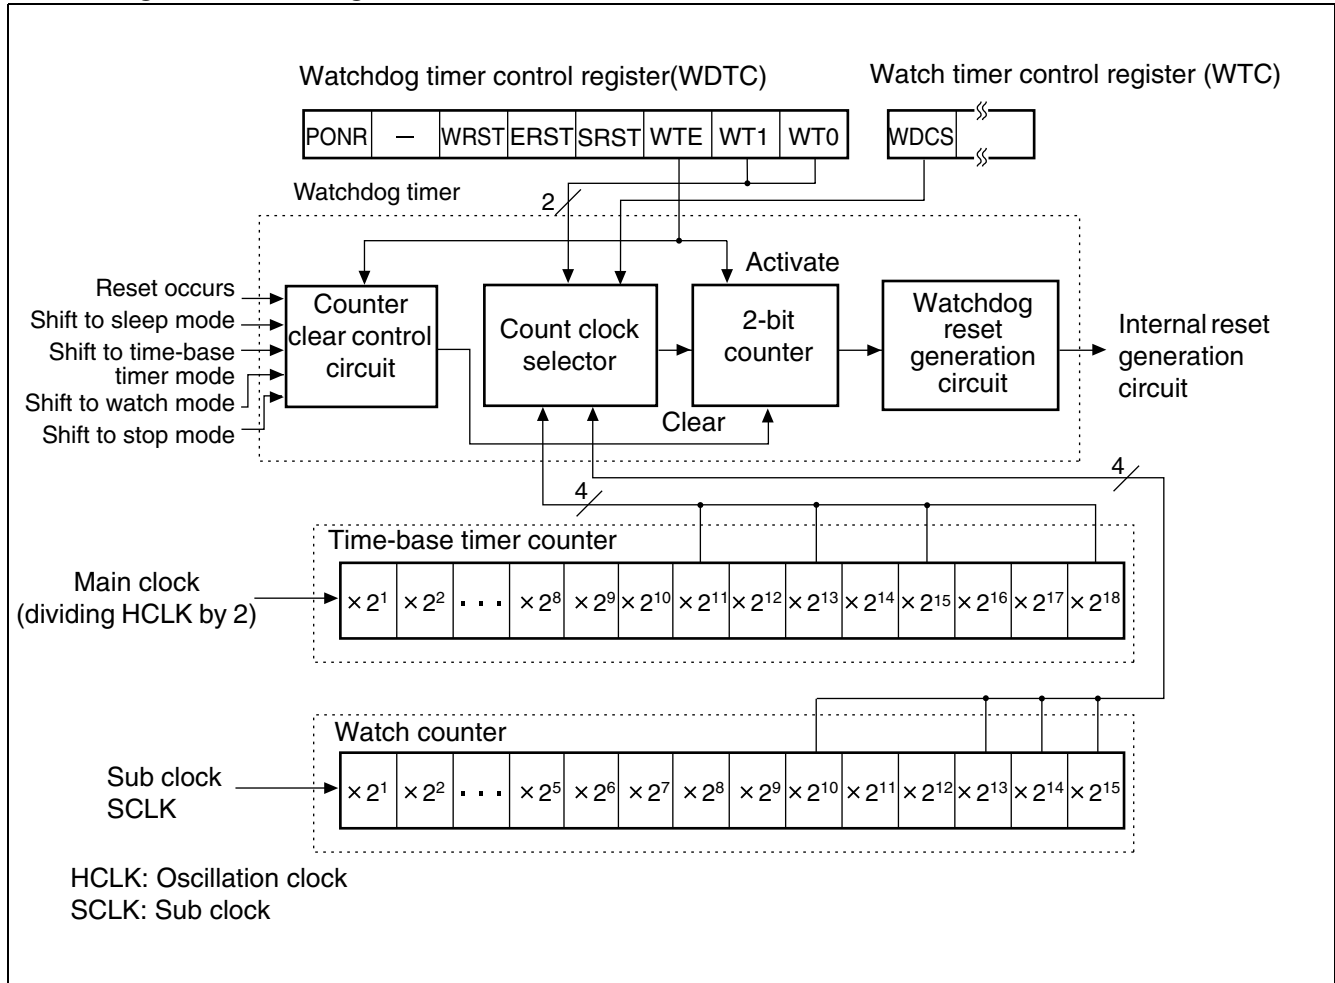 Watchdog timer control register(WDTC)
Watch timer control register (WTC)
PONR — WRST ERST SRST WTE WT1 WT0
WDCS
Watchdog timer
2
Activate
Reset occurs
Shift to sleep mode
Shift to time-base
timer mode
Shift to watch mode
Shift to stop mode
Counter
clear control
circuit
Count clock
selector
2-bit
counter
Watchdog
reset
generation
circuit
Internal reset
generation
circuit
Clear
4
4
Time-base timer counter
Main clock
(dividing HCLK by 2)
×2¹ ×2² · · · ×2⁸ ×2⁹ ×2¹⁰ ×2¹¹ ×2¹² ×2¹³ ×2¹⁴ ×2¹⁵ ×2¹⁶ ×2¹⁷ ×2¹⁸
Watch counter
Sub clock
SCLK
×2¹ ×2² · · · ×2⁵ ×2⁶ ×2⁷ ×2⁸ ×2⁹ ×2¹⁰ ×2¹¹ ×2¹² ×2¹³ ×2¹⁴ ×2¹⁵
HCLK: Oscillation clock
SCLK: Sub clock